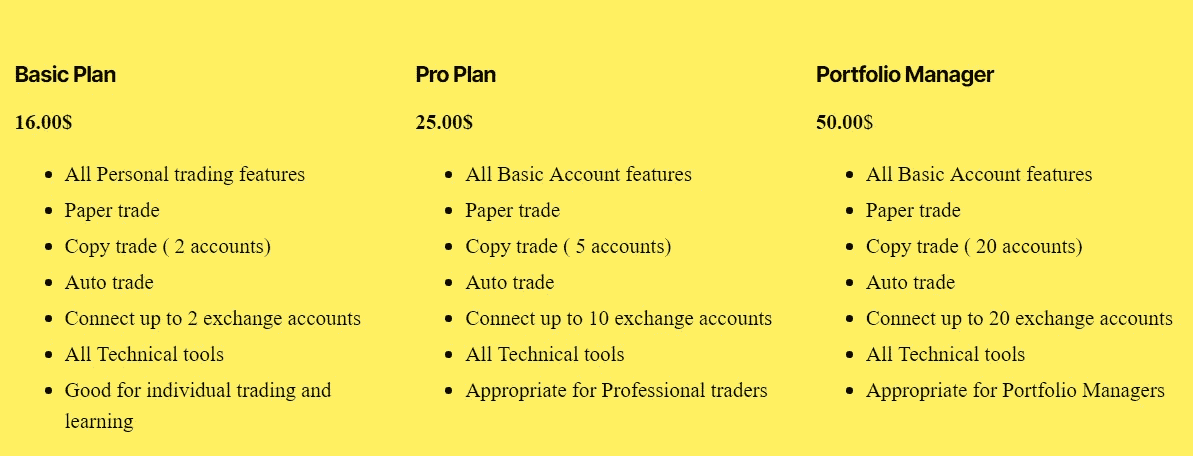 Basic Plan
16.00$
• All Personal trading features
• Paper trade
• Copy trade ( 2 accounts)
• Auto trade
• Connect up to 2 exchange accounts
• All Technical tools
• Good for individual trading and
learning
Pro Plan
25.00$
• All Basic Account features
• Paper trade
• Copy trade ( 5 accounts)
• Auto trade
• Connect up to 10 exchange accounts
• All Technical tools
• Appropriate for Professional traders
Portfolio Manager
50.00$
• All Basic Account features
• Paper trade
• Copy trade ( 20 accounts)
• Auto trade
• Connect up to 20 exchange accounts
• All Technical tools
• Appropriate for Portfolio Managers